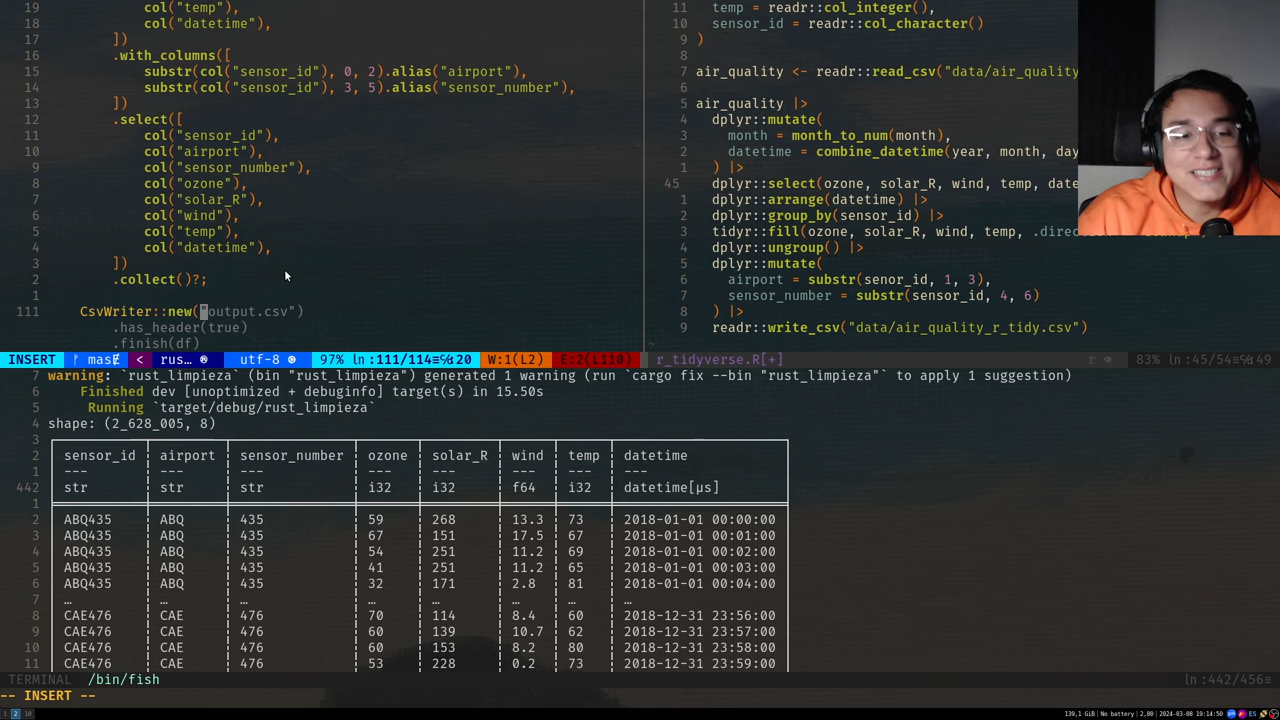 19 col("temp"),
18 col("datetime"),
17 ])
16 .with_columns([
15 substr(col("sensor_id"), 0, 2).alias("airport"),
14 substr(col("sensor_id"), 3, 5).alias("sensor_number"),
13 ])
12 .select([
11 col("sensor_id"),
10 col("airport"),
9 col("sensor_number"),
8 col("ozone"),
7 col("solar_R"),
6 col("wind"),
5 col("temp"),
4 col("datetime"),
3 ])
2 .collect()?;
1
111 CsvWriter::new("output.csv")
.has_header(true)
.finish(df)
11 temp = readr::col_integer(),
10 sensor_id = readr::col_character()
9 )
8
7 air_quality <- readr::read_csv("data/air_quality
6
5 air_quality |>
4 dplyr::mutate(
3 month = month_to_num(month),
2 datetime = combine_datetime(year, month, day
1 ) |>
45 dplyr::select(ozone, solar_R, wind, temp, date
1 dplyr::arrange(datetime) |>
2 dplyr::group_by(sensor_id) |>
3 tidyr::fill(ozone, solar_R, wind, temp, .direc
4 dplyr::ungroup() |>
5 dplyr::mutate(
6 airport = substr(senor_id, 1, 3),
7 sensor_number = substr(sensor_id, 4, 6)
8 ) |>
9 readr::write_csv("data/air_quality_r_tidy.csv")
~
INSERT < rus… utf-8 97% ln:111/114 ℅:20 W:1(L2) E:2(L110) r_tidyverse.R[+] r 83% ln:45/54 ℅:49
7 warning: `rust_limpieza` (bin "rust_limpieza") generated 1 warning (run `cargo fix --bin "rust_limpieza"` to apply 1 suggestion)
6 Finished dev [unoptimized + debuginfo] target(s) in 15.50s
5 Running `target/debug/rust_limpieza`
4 shape: (2_628_005, 8)
3
2 sensor_id airport sensor_number ozone solar_R wind temp datetime
1 --- --- --- --- --- --- --- ---
442 str str str i32 i32 f64 i32 datetime[μs]
1
2 ABQ435 ABQ 435 59 268 13.3 73 2018-01-01 00:00:00
3 ABQ435 ABQ 435 67 151 17.5 67 2018-01-01 00:01:00
4 ABQ435 ABQ 435 54 251 11.2 69 2018-01-01 00:02:00
5 ABQ435 ABQ 435 41 251 11.2 65 2018-01-01 00:03:00
6 ABQ435 ABQ 435 32 171 2.8 81 2018-01-01 00:04:00
7 … … … … … … … …
8 CAE476 CAE 476 70 114 8.4 60 2018-12-31 23:56:00
9 CAE476 CAE 476 60 139 10.7 62 2018-12-31 23:57:00
10 CAE476 CAE 476 60 153 8.2 80 2018-12-31 23:58:00
11 CAE476 CAE 476 53 228 0.2 73 2018-12-31 23:59:00
TERMINAL /bin/fish ln:442/456
-- INSERT --
1 2 10 139,1 GiB | No battery | 2,80 | 2024-03-08 19:14:50 ES